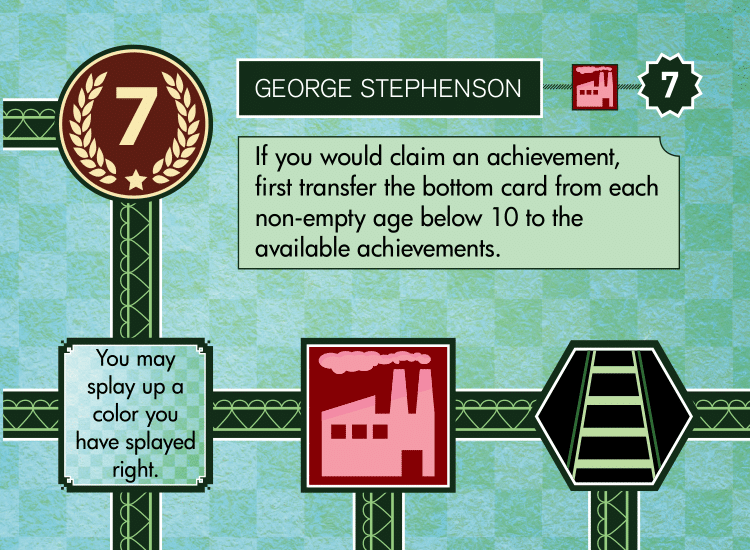 7
GEORGE STEPHENSON
7
If you would claim an achievement,
first transfer the bottom card from each
non-empty age below 10 to the
available achievements.
You may
splay up a
color you
have splayed
right.